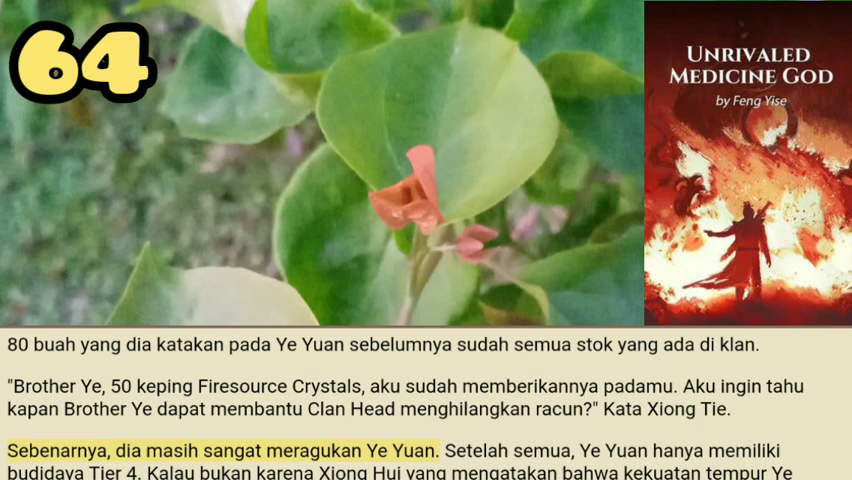 64
UNRIVALED
MEDICINE GOD
by Feng Yise
80 buah yang dia katakan pada Ye Yuan sebelumnya sudah semua stok yang ada di klan.
"Brother Ye, 50 keping Firesource Crystals, aku sudah memberikannya padamu. Aku ingin tahu
kapan Brother Ye dapat membantu Clan Head menghilangkan racun?" Kata Xiong Tie.
Sebenarnya, dia masih sangat meragukan Ye Yuan. Setelah semua, Ye Yuan hanya memiliki
budidaya Tier 4. Kalau bukan karena Xiong Hui yang mengatakan bahwa kekuatan tempur Ye